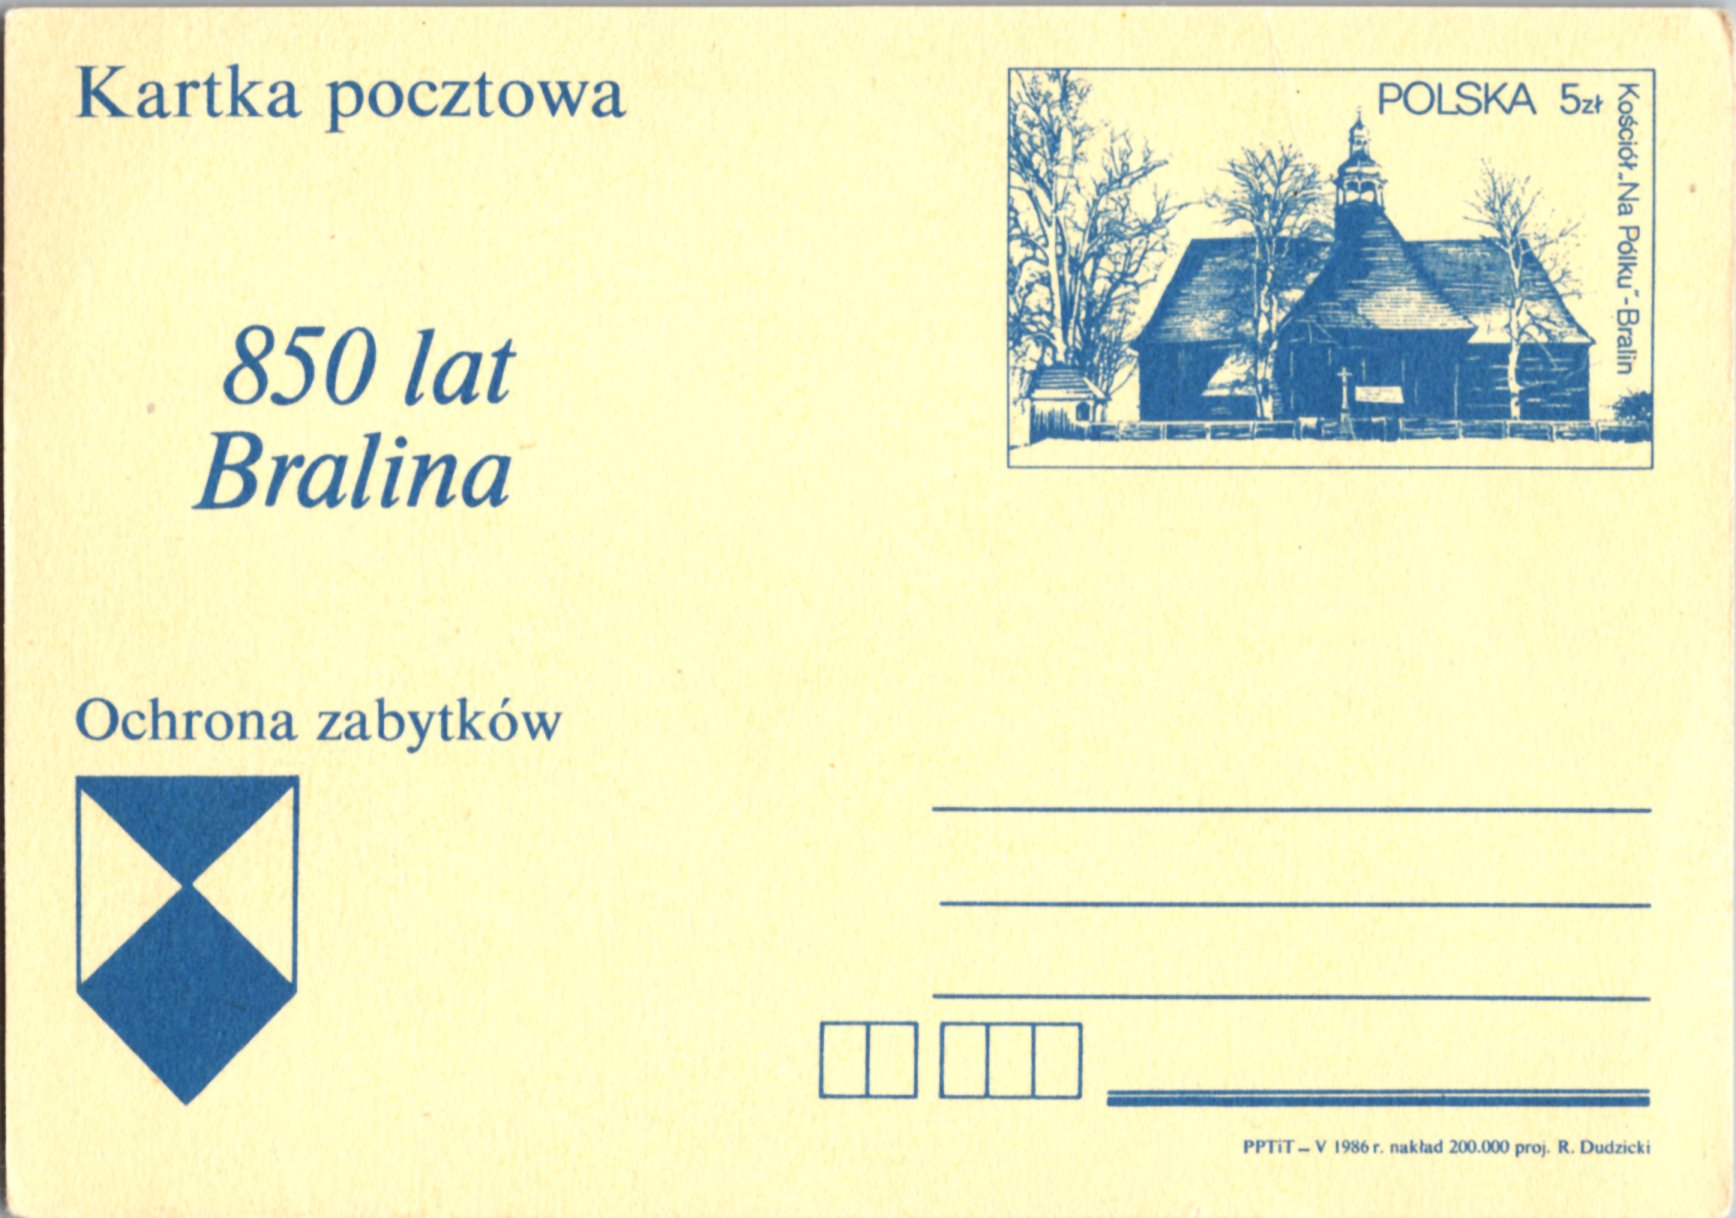 Kartka pocztowa
POLSKA 5zł
Kościół „Na Pólku”-Bralin
850 lat
Bralina
Ochrona zabytków
PPTiT – V 1986 r. nakład 200.000 proj. R. Dudzicki